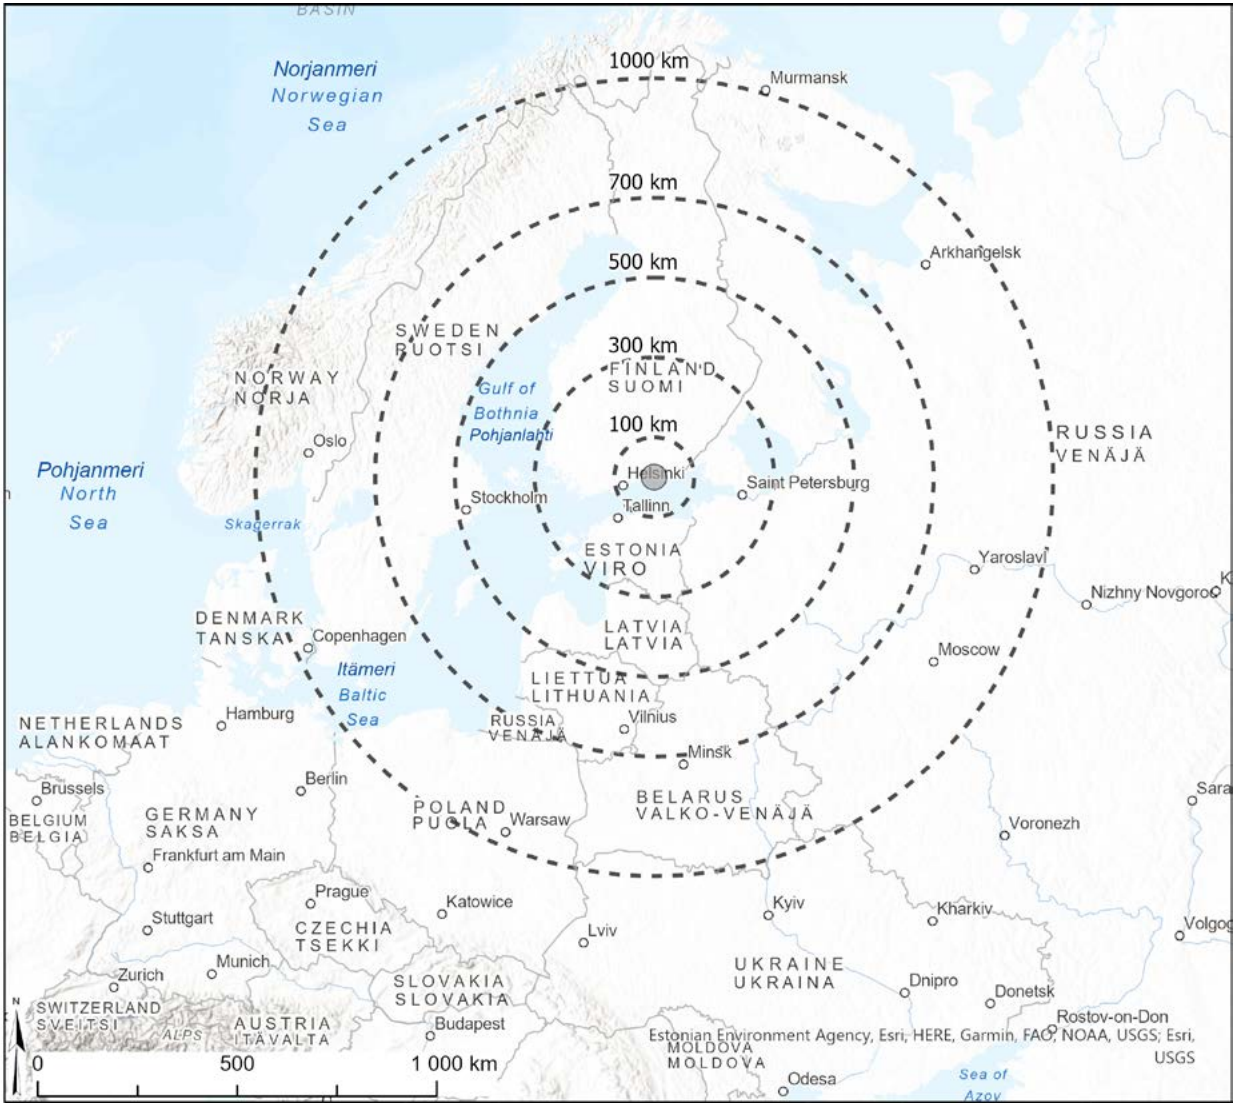 BASIN
Norjanmeri
Norwegian
Sea
1000 km
Murmansk
700 km
Arkhangelsk
500 km
SWEDEN
RUOTSI
300 km
FINLAND
SUOMI
NORWAY
NORJA
Gulf of
Bothnia
Pohjanlahti
100 km
RUSSIA
VENÄJÄ
Oslo
Pohjanmeri
North
Sea
Helsinki
Saint Petersburg
Stockholm
Tallinn
Skagerrak
ESTONIA
VIRO
Yaroslavl
Nizhny Novgorod
K
DENMARK
TANSKA
Copenhagen
LATVIA
LATVIA
Moscow
Itämeri
Baltic
Sea
LIETTUA
LITHUANIA
Hamburg
RUSSIA
VENÄJÄ
Vilnius
NETHERLANDS
ALANKOMAAT
Minsk
Brussels
Berlin
Sara
BELGIUM
BELGIA
GERMANY
SAKSA
POLAND
PUOLA
Warsaw
BELARUS
VALKO-VENÄJÄ
Voronezh
Frankfurt am Main
Prague
Katowice
Kyiv
Kharkiv
Stuttgart
CZECHIA
TSEKKI
Lviv
Volgog
Zurich
Munich
SLOVAKIA
SLOVAKIA
UKRAINE
UKRAINA
Dnipro
Donetsk
N
SWITZERLAND
SVEITSI
ALPS
AUSTRIA
ITÄVALTA
Budapest
Rostov-on-Don
Estonian Environment Agency, Esri, HERE, Garmin, FAO, NOAA, USGS; Esri,
USGS
MOLDOVA
MOLDOVA
0 500 1 000 km
Odesa
Sea of
Azov